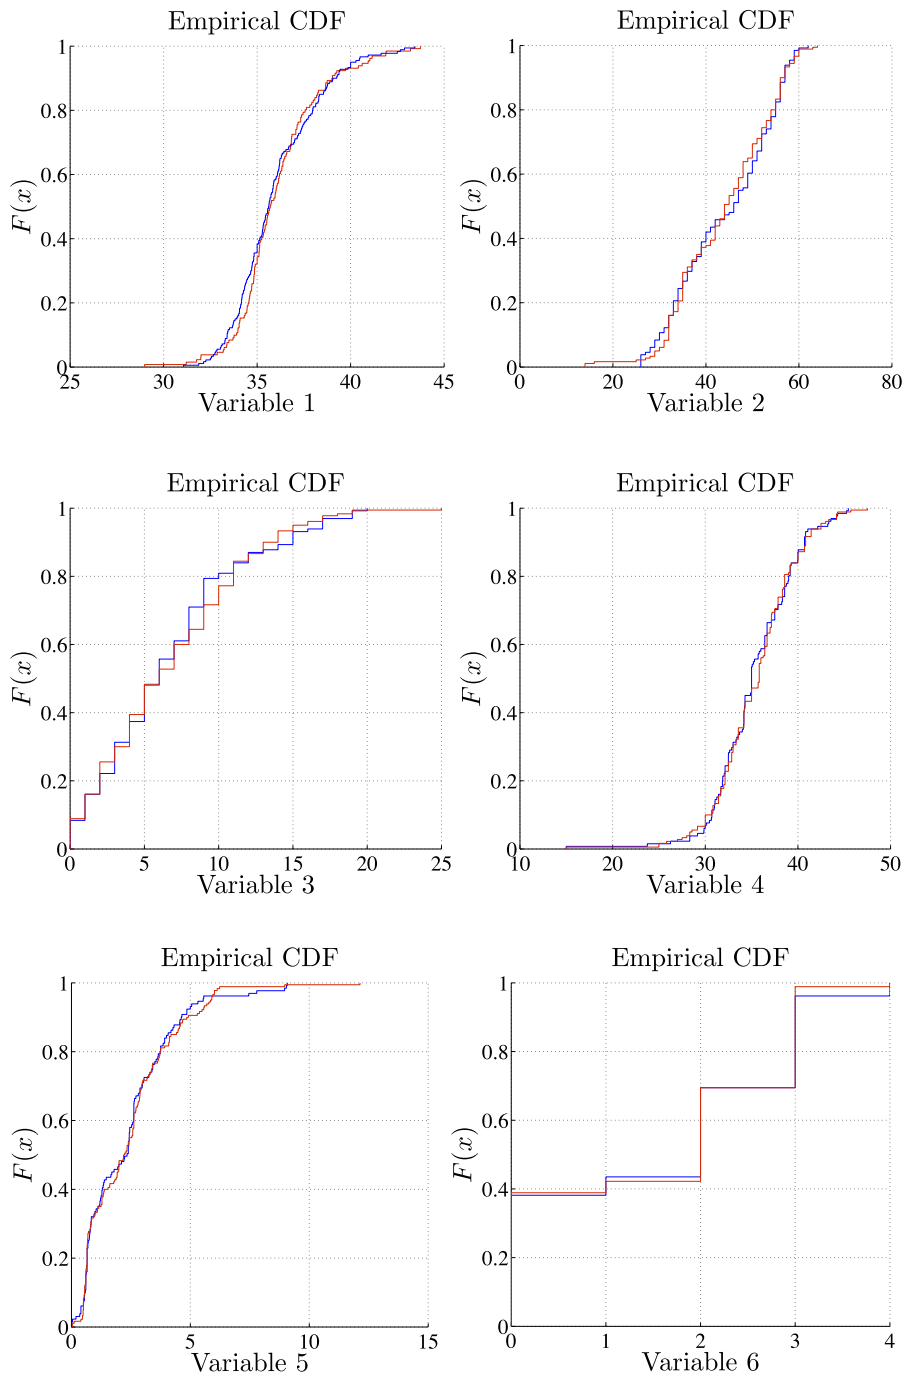 Empirical CDF
1
0.8
0.6
0.4
0.2
0
F(x)
25 30 35 40 45
Variable 1
Empirical CDF
1
0.8
0.6
0.4
0.2
0
F(x)
0 20 40 60 80
Variable 2
Empirical CDF
1
0.8
0.6
0.4
0.2
0
F(x)
0 5 10 15 20 25
Variable 3
Empirical CDF
1
0.8
0.6
0.4
0.2
0
F(x)
10 20 30 40 50
Variable 4
Empirical CDF
1
0.8
0.6
0.4
0.2
0
F(x)
0 5 10 15
Variable 5
Empirical CDF
1
0.8
0.6
0.4
0.2
0
F(x)
0 1 2 3 4
Variable 6